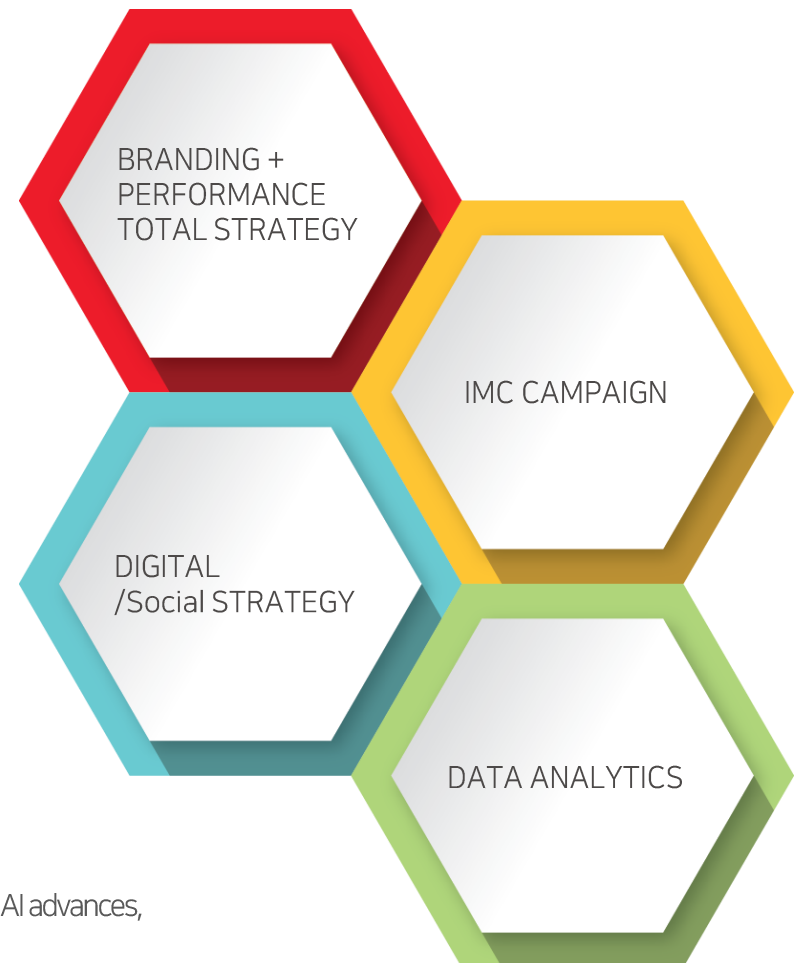 BRANDING +
PERFORMANCE
TOTAL STRATEGY
IMC CAMPAIGN
DIGITAL
/Social STRATEGY
DATA ANALYTICS
AI advances,